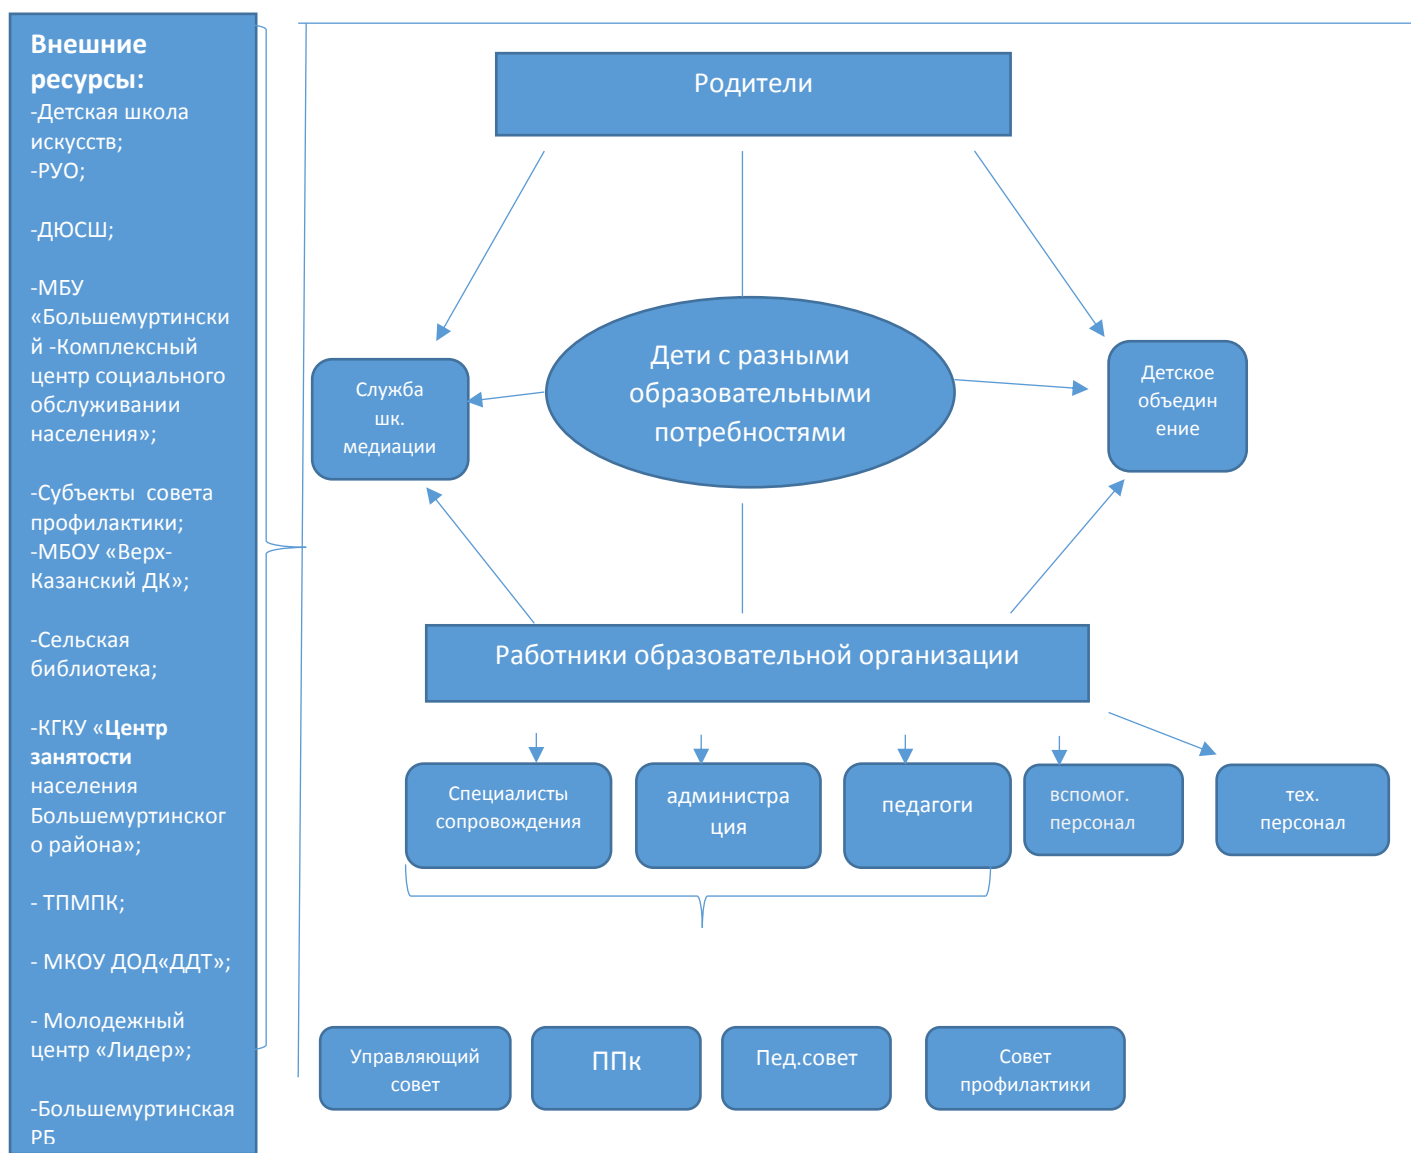 Внешние
ресурсы:
-Детская школа
искусств;
-РУО;
-ДЮСШ;
-МБУ
«Большемуртински
й -Комплексный
центр социального
обслуживании
населения»;
-Субъекты совета
профилактики;
-МБОУ «Верх-
Казанский ДК»;
-Сельская
библиотека;
-КГКУ «Центр
занятости
населения
Большемуртинског
о района»;
- ТПМПК;
- МКОУ ДОД«ДДТ»;
- Молодежный
центр «Лидер»;
-Большемуртинская
РБ
Родители
Дети с разными
образовательными
потребностями
Служба
шк.
медиации
Детское
объедин
ение
Работники образовательной организации
Специалисты
сопровождения
администра
ция
педагоги
вспомог.
персонал
тех.
персонал
Управляющий
совет
ППк
Пед.совет
Совет
профилактики